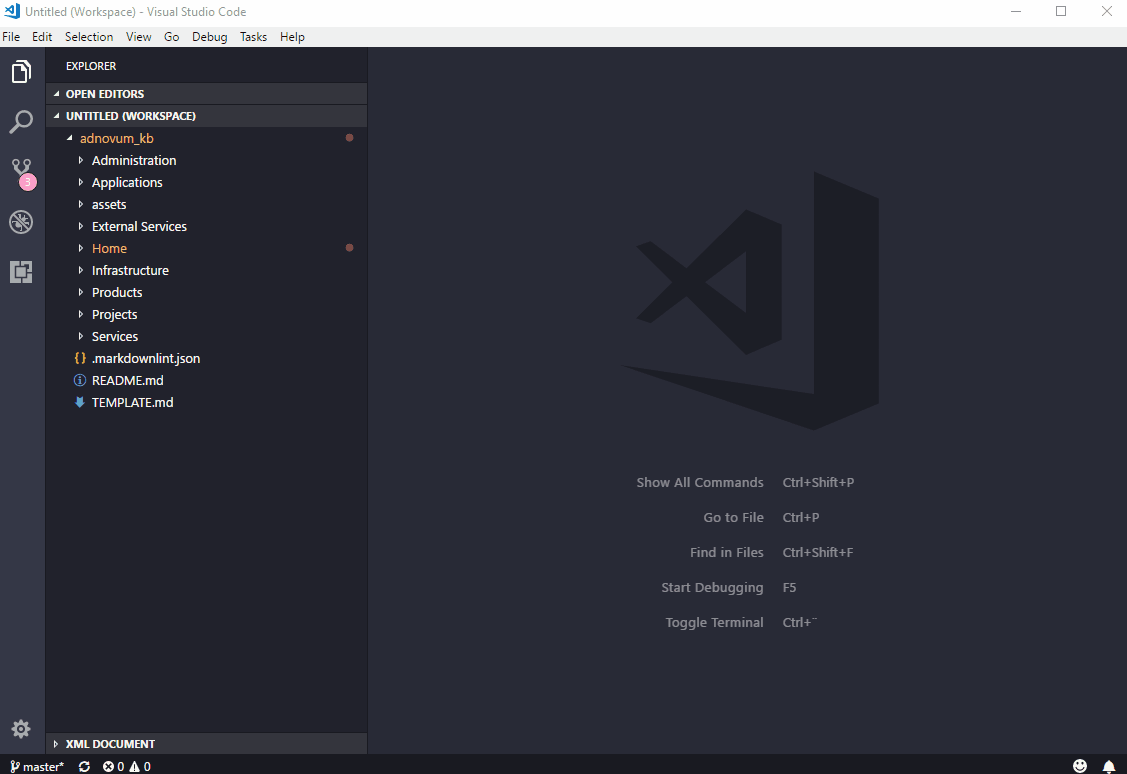 Untitled (Workspace) - Visual Studio Code
File Edit Selection View Go Debug Tasks Help
EXPLORER
OPEN EDITORS
UNTITLED (WORKSPACE)
adnovum_kb
Administration
Applications
assets
3
External Services
Home
Infrastructure
Products
Projects
Services
{} .markdownlint.json
README.md
TEMPLATE.md
Show All Commands Ctrl+Shift+P
Go to File Ctrl+P
Find in Files Ctrl+Shift+F
Start Debugging F5
Toggle Terminal Ctrl+¨
XML DOCUMENT
master* 0 0